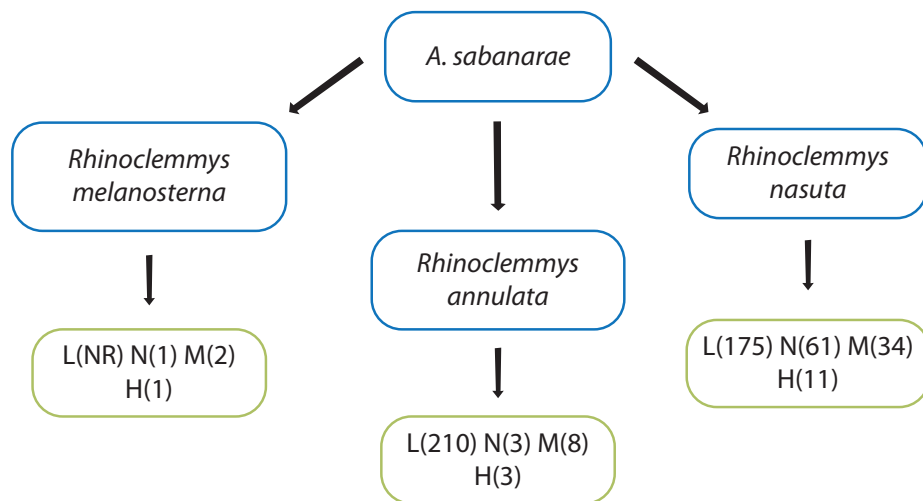 A. sabanarae
Rhinoclemmys
melanosterna
Rhinoclemmys
annulata
Rhinoclemmys
nasuta
L(NR) N(1) M(2)
H(1)
L(210) N(3) M(8)
H(3)
L(175) N(61) M(34)
H(11)